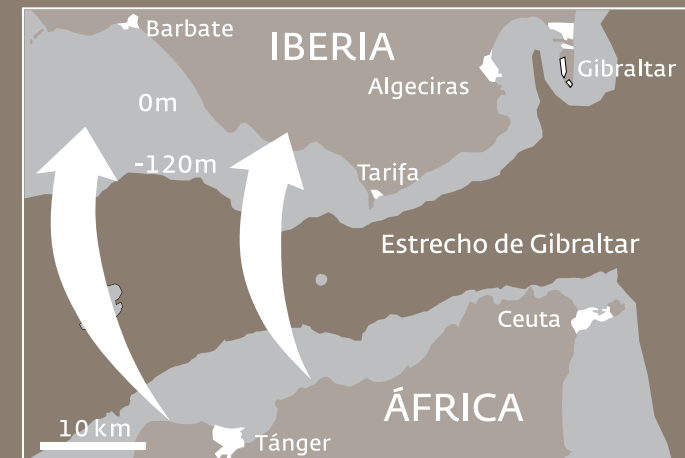 Barbate
IBERIA
Algeciras
Gibraltar
0m
-120m
Tarifa
Estrecho de Gibraltar
Ceuta
ÁFRICA
10 km
Tánger